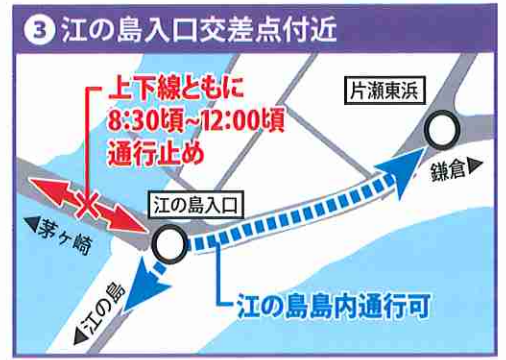 ❸江の島入口交差点付近
上下線ともに
8:30頃~12:00頃
通行止め
片瀬東浜
鎌倉▶
江の島入口
◀茅ヶ崎
◀江の島
江の島島内通行可